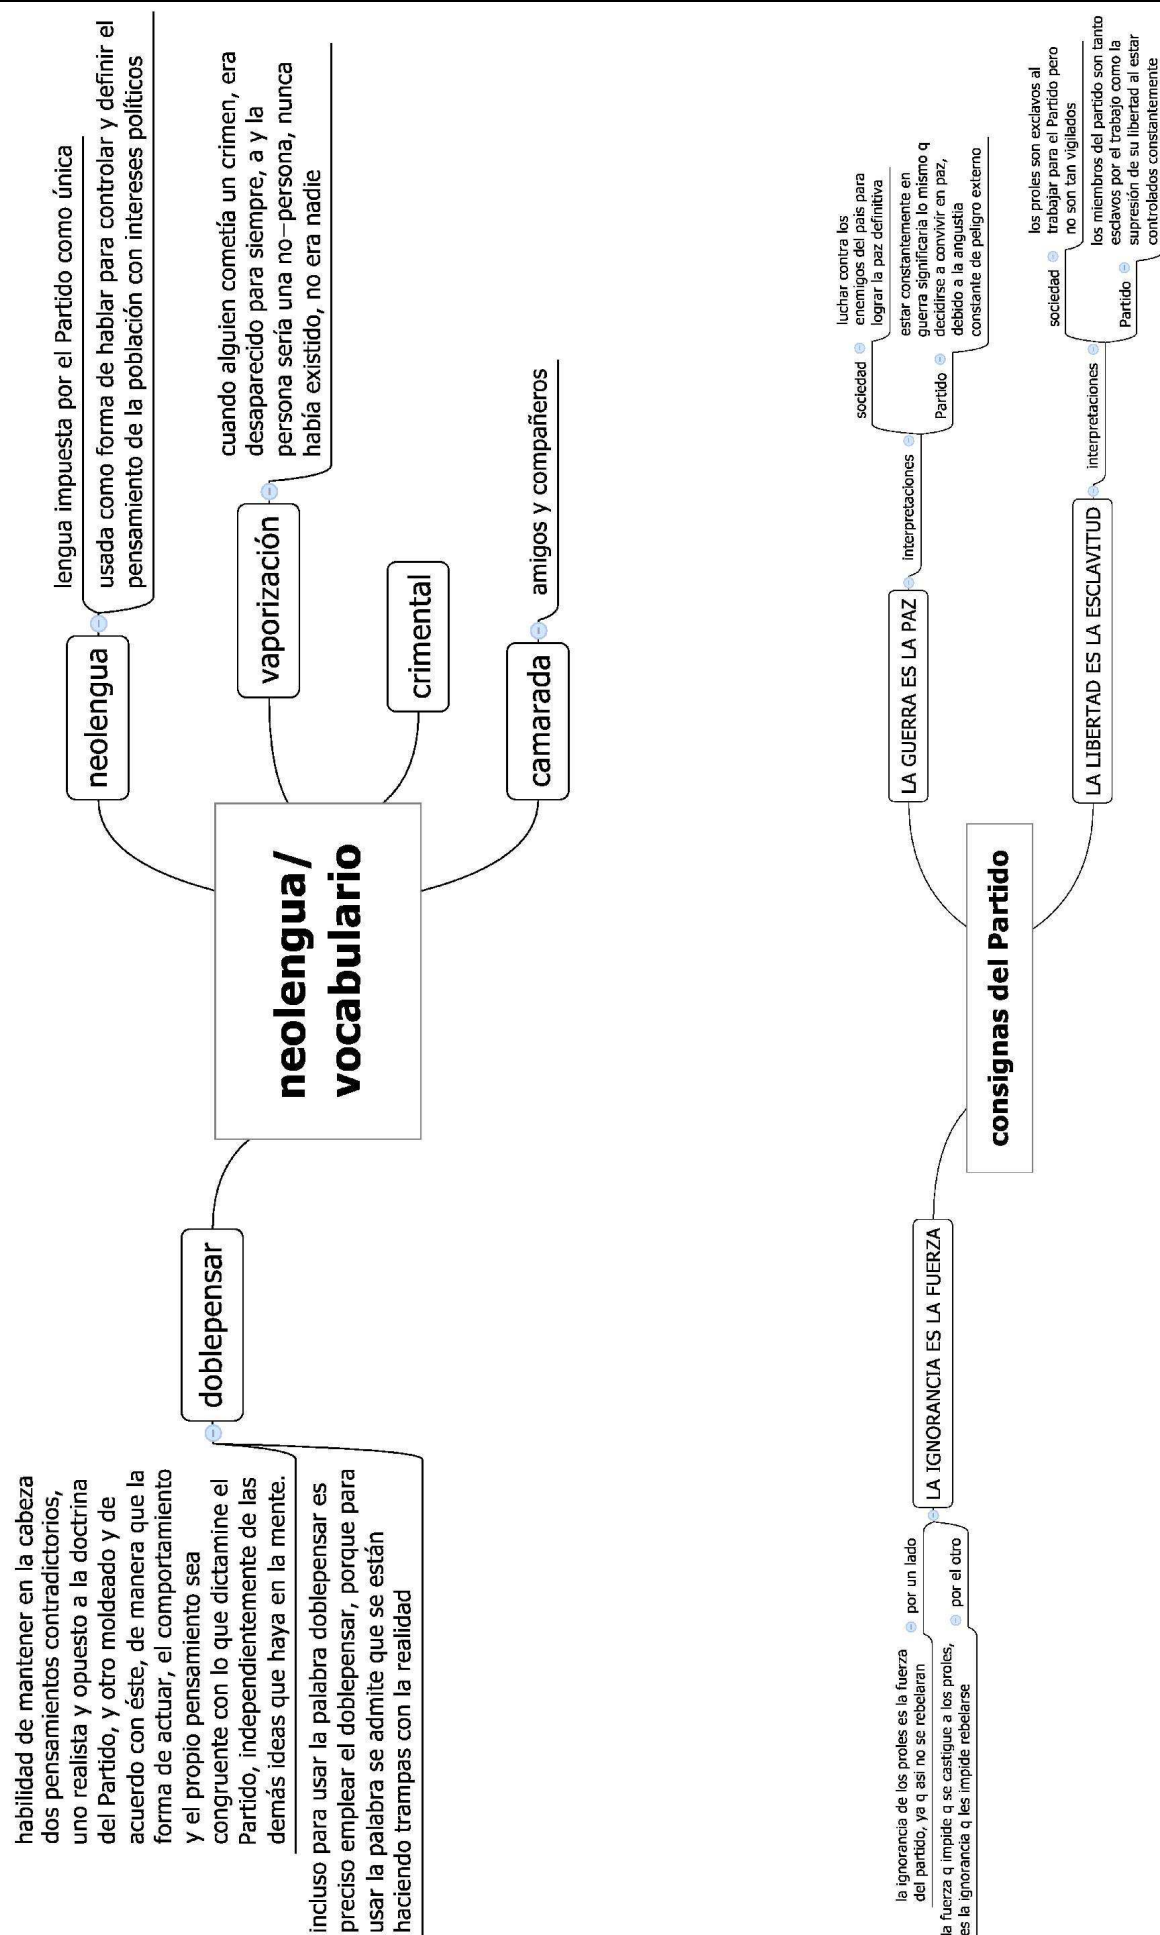 neolengua/
vocabulario
neolengua
lengua impuesta por el Partido como única
usada como forma de hablar para controlar y definir el
pensamiento de la población con intereses políticos
vaporización
cuando alguien cometía un crimen, era
desaparecido para siempre, a y la
persona sería una no-persona, nunca
había existido, no era nadie
crimental
camarada
amigos y compañeros
doblepensar
habilidad de mantener en la cabeza
dos pensamientos contradictorios,
uno realista y opuesto a la doctrina
del Partido, y otro moldeado y de
acuerdo con éste, de manera que la
forma de actuar, el comportamiento
y el propio pensamiento sea
congruente con lo que dictamine el
Partido, independientemente de las
demás ideas que haya en la mente.
incluso para usar la palabra doblepensar es
preciso emplear el doblepensar, porque para
usar la palabra se admite que se están
haciendo trampas con la realidad
consignas del Partido
LA GUERRA ES LA PAZ
interpretaciones
sociedad
luchar contra los
enemigos del país para
lograr la paz definitiva
Partido
estar constantemente en
guerra significaria lo mismo q
decidirse a convivir en paz,
debido a la angustia
constante de peligro externo
LA LIBERTAD ES LA ESCLAVITUD
interpretaciones
sociedad
los proles son exclavos al
trabajar para el Partido pero
no son tan vigilados
Partido
los miembros del partido son tanto
esclavos por el trabajo como la
supresión de su libertad al estar
controlados constantemente
LA IGNORANCIA ES LA FUERZA
por un lado
la ignorancia de los proles es la fuerza
del partido, ya q asi no se rebelaran
por el otro
la fuerza q impide q se castigue a los proles,
es la ignorancia q les impide rebelarse